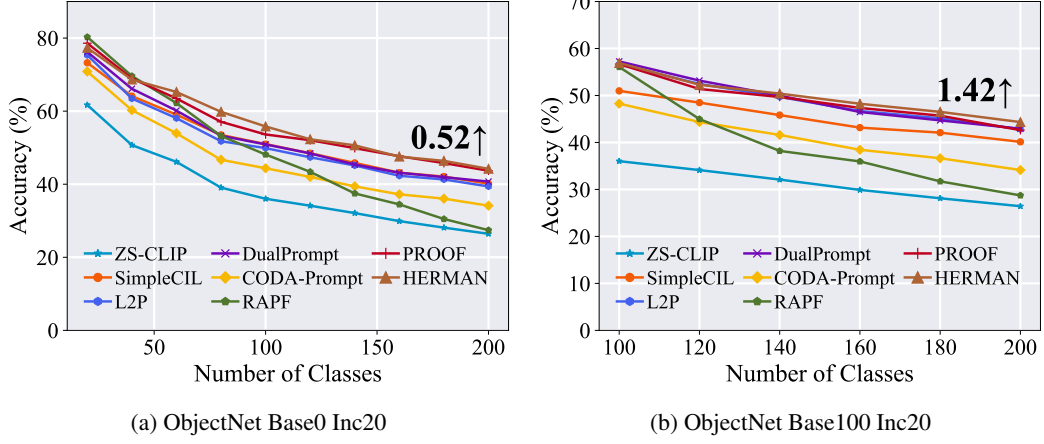 80
60
40
20
0
50
100
150
200
Accuracy (%)
Number of Classes
0.52↑
ZS-CLIP
SimpleCIL
L2P
DualPrompt
CODA-Prompt
RAPF
PROOF
HERMAN
(a) ObjectNet Base0 Inc20
70
60
50
40
30
20
10
0
100
120
140
160
180
200
Accuracy (%)
Number of Classes
1.42↑
ZS-CLIP
SimpleCIL
L2P
DualPrompt
CODA-Prompt
RAPF
PROOF
HERMAN
(b) ObjectNet Base100 Inc20